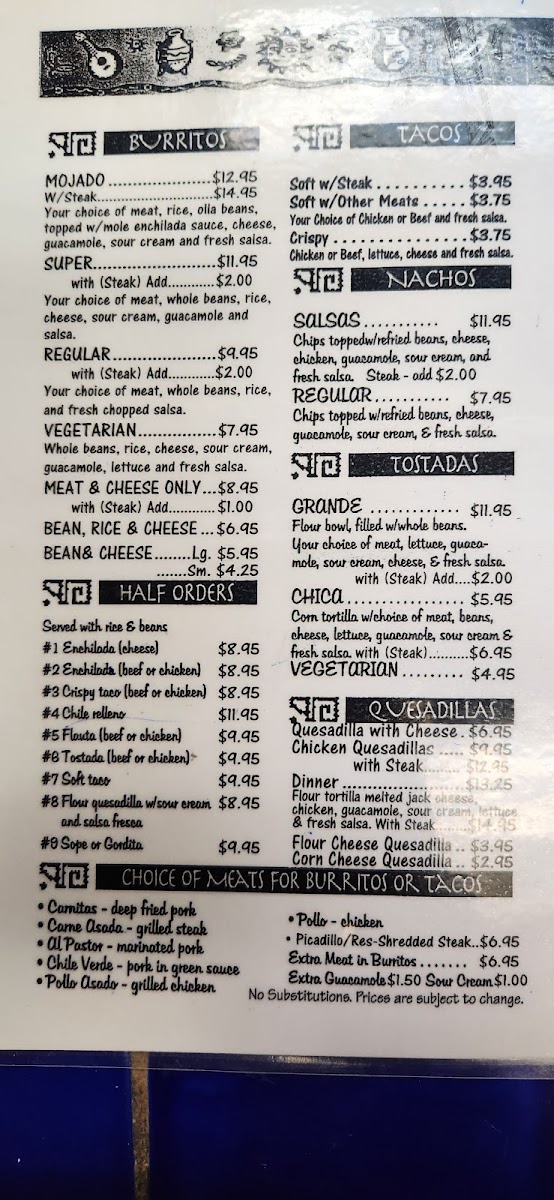 BURRITOS
MOJADO ......................$12.95
W/Steak.........................$14.95
Your choice of meat, rice, olla beans,
topped w/mole enchilada sauce, cheese,
guacamole, sour cream and fresh salsa.
SUPER..........................$11.95
with (Steak) Add............$2.00
Your choice of meat, whole beans, rice,
cheese, sour cream, guacamole and
salsa.
REGULAR......................$9.95
with (Steak) Add............$2.00
Your choice of meat, whole beans, rice,
and fresh chopped salsa.
VEGETARIAN.................$7.95
Whole beans, rice, cheese, sour cream,
guacamole, lettuce and fresh salsa.
MEAT & CHEESE ONLY...$8.95
with (Steak) Add............$1.00
BEAN, RICE & CHEESE ...$6.95
BEAN& CHEESE........Lg. $5.95
........Sm. $4.25
HALF ORDERS
Served with rice & beans
#1 Enchilada (cheese) $8.95
#2 Enchilada (beef or chicken) $8.95
#3 Crispy taco (beef or chicken) $8.95
#4 Chile relleno $11.95
#5 Flauta (beef or chicken) $9.95
#6 Tostada (beef or chicken) $9.95
#7 Soft taco $9.95
#8 Flour quesadilla w/sour cream $8.95
and salsa fresca
#9 Sope or Gordita $9.95
TACOS
Soft w/Steak . . . . . . . . . . $3.95
Soft w/Other Meats . . . . . $3.75
Your Choice of Chicken or Beef and fresh salsa.
Crispy . . . . . . . . . . . . . . . $3.75
Chicken or Beef, lettuce, cheese and fresh salsa.
NACHOS
SALSAS . . . . . . . . . . . $11.95
Chips toppedw/refried beans, cheese,
chicken, guacamole, sour cream, and
fresh salsa. Steak - add $2.00
REGULAR . . . . . . . . . . $7.95
Chips topped w/refried beans, cheese,
guacamole, sour cream, & fresh salsa.
TOSTADAS
GRANDE . . . . . . . . . . . . . $11.95
Flour bowl, filled w/whole beans.
Your choice of meat, lettuce, guaca-
mole, sour cream, cheese, & fresh salsa.
with (Steak) Add....$2.00
CHICA . . . . . . . . . . . . . . . . $5.95
Corn tortilla w/choice of meat, beans,
cheese, lettuce, guacamole, sour cream &
fresh salsa with (Steak)..........$6.95
VEGETARIAN . . . . . . . . . $4.95
QUESADILLAS
Quesadilla with Cheese . $6.95
Chicken Quesadillas ..... $9.95
with Steak......... $12.95
Dinner ............................ $13.25
Flour tortilla melted jack cheese,
chicken, guacamole, sour cream, lettuce
& fresh salsa. With Steak.........$14.95
Flour Cheese Quesadilla .. $3.95
Corn Cheese Quesadilla .. $2.95
CHOICE OF MEATS FOR BURRITOS OR TACOS
• Carnitas - deep fried pork
• Carne Asada - grilled steak
• Al Pastor - marinated pork
• Chile Verde - pork in green sauce
• Pollo Asado - grilled chicken
• Pollo - chicken
• Picadillo/Res-Shredded Steak..$6.95
Extra Meat in Burritos . . . . . . . $6.95
Extra Guacamole $1.50 Sour Cream $1.00
No Substitutions. Prices are subject to change.